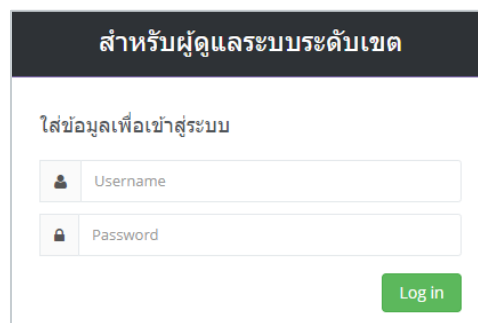 สำหรับผู้ดูแลระบบระดับเขต
ใส่ข้อมูลเพื่อเข้าสู่ระบบ
Username
Password
Log in